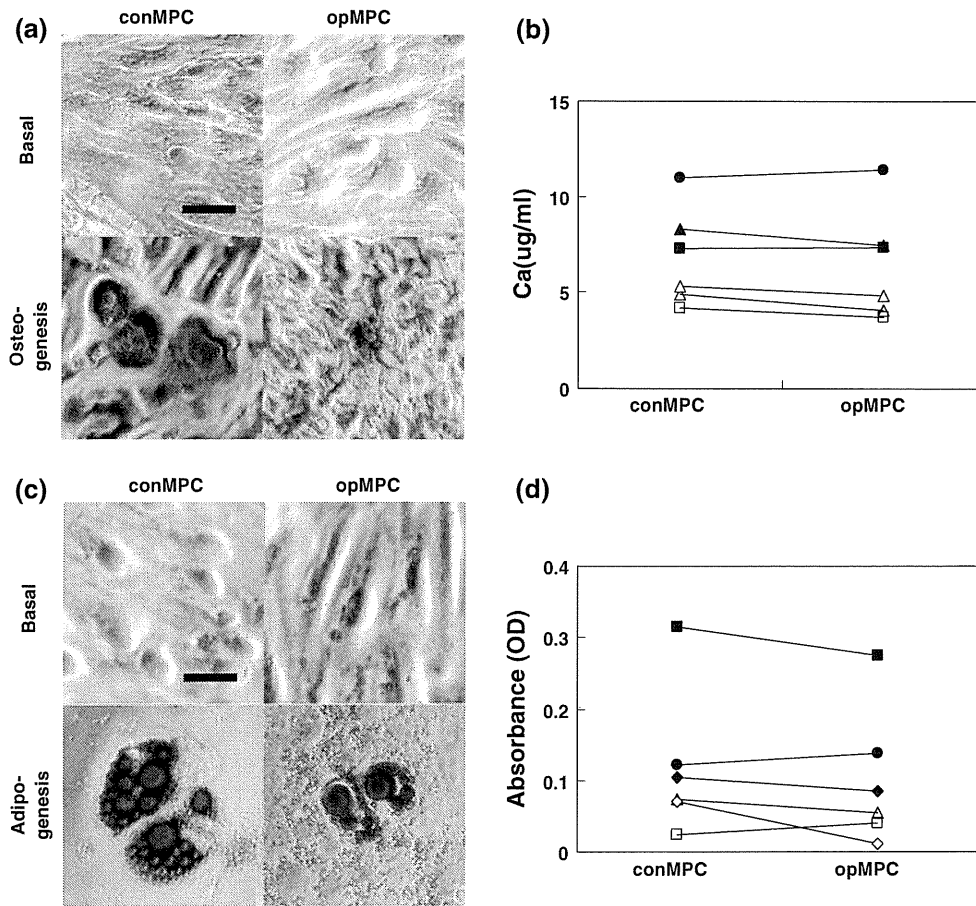 (a)
conMPC opMPC
Basal
Osteo-
genesis
(b)
Ca(ug/ml)
15
10
5
0
conMPC opMPC
(c)
conMPC opMPC
Basal
Adipo-
genesis
(d)
Absorbance (OD)
0.4
0.3
0.2
0.1
0
conMPC opMPC